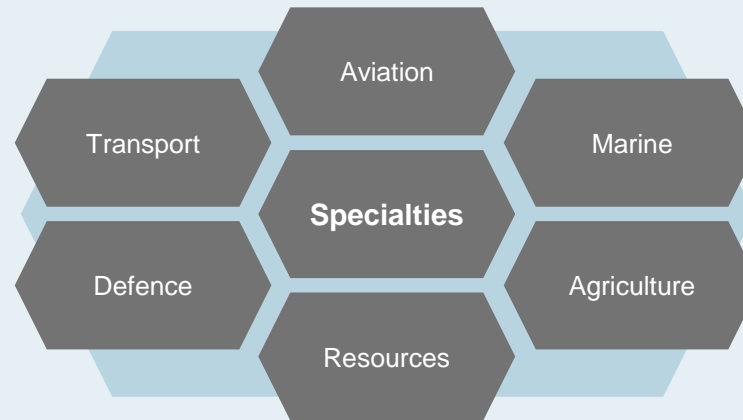 Aviation
Transport
Marine
Specialties
Defence
Agriculture
Resources